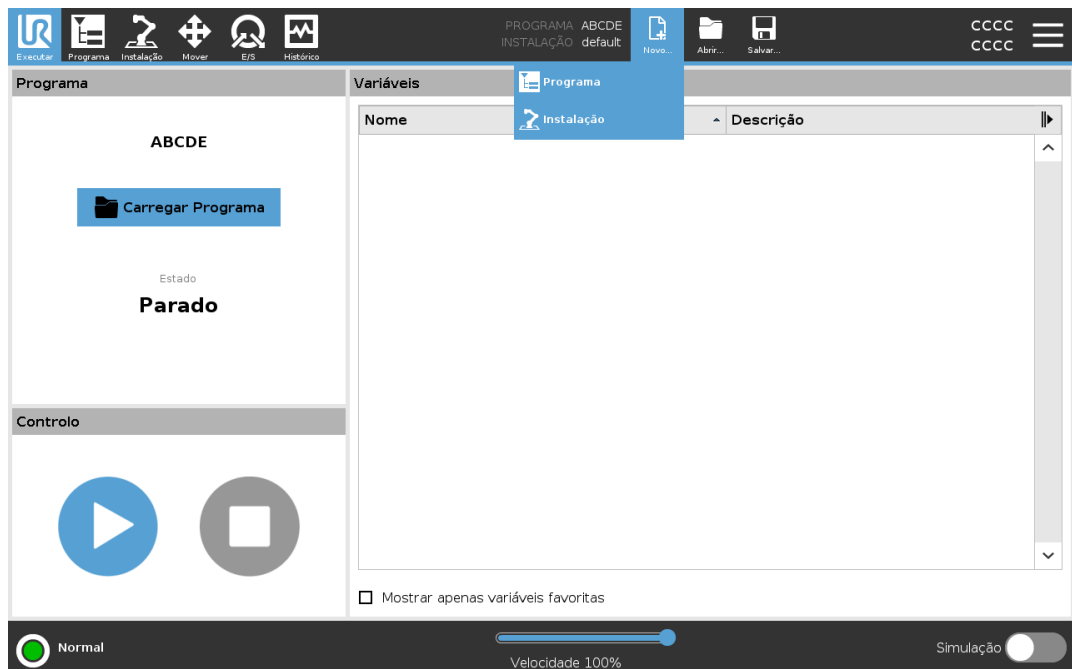 Executar
Programa
Instalação
Mover
E/S
Histórico
PROGRAMA ABCDE
INSTALAÇÃO default
Novo...
Abrir...
Salvar...
CCCC
CCCC
Programa
Instalação
Programa
ABCDE
Carregar Programa
Estado
Parado
Controlo
Variáveis
Nome
Descrição
Mostrar apenas variáveis favoritas
Normal
Velocidade 100%
Simulação